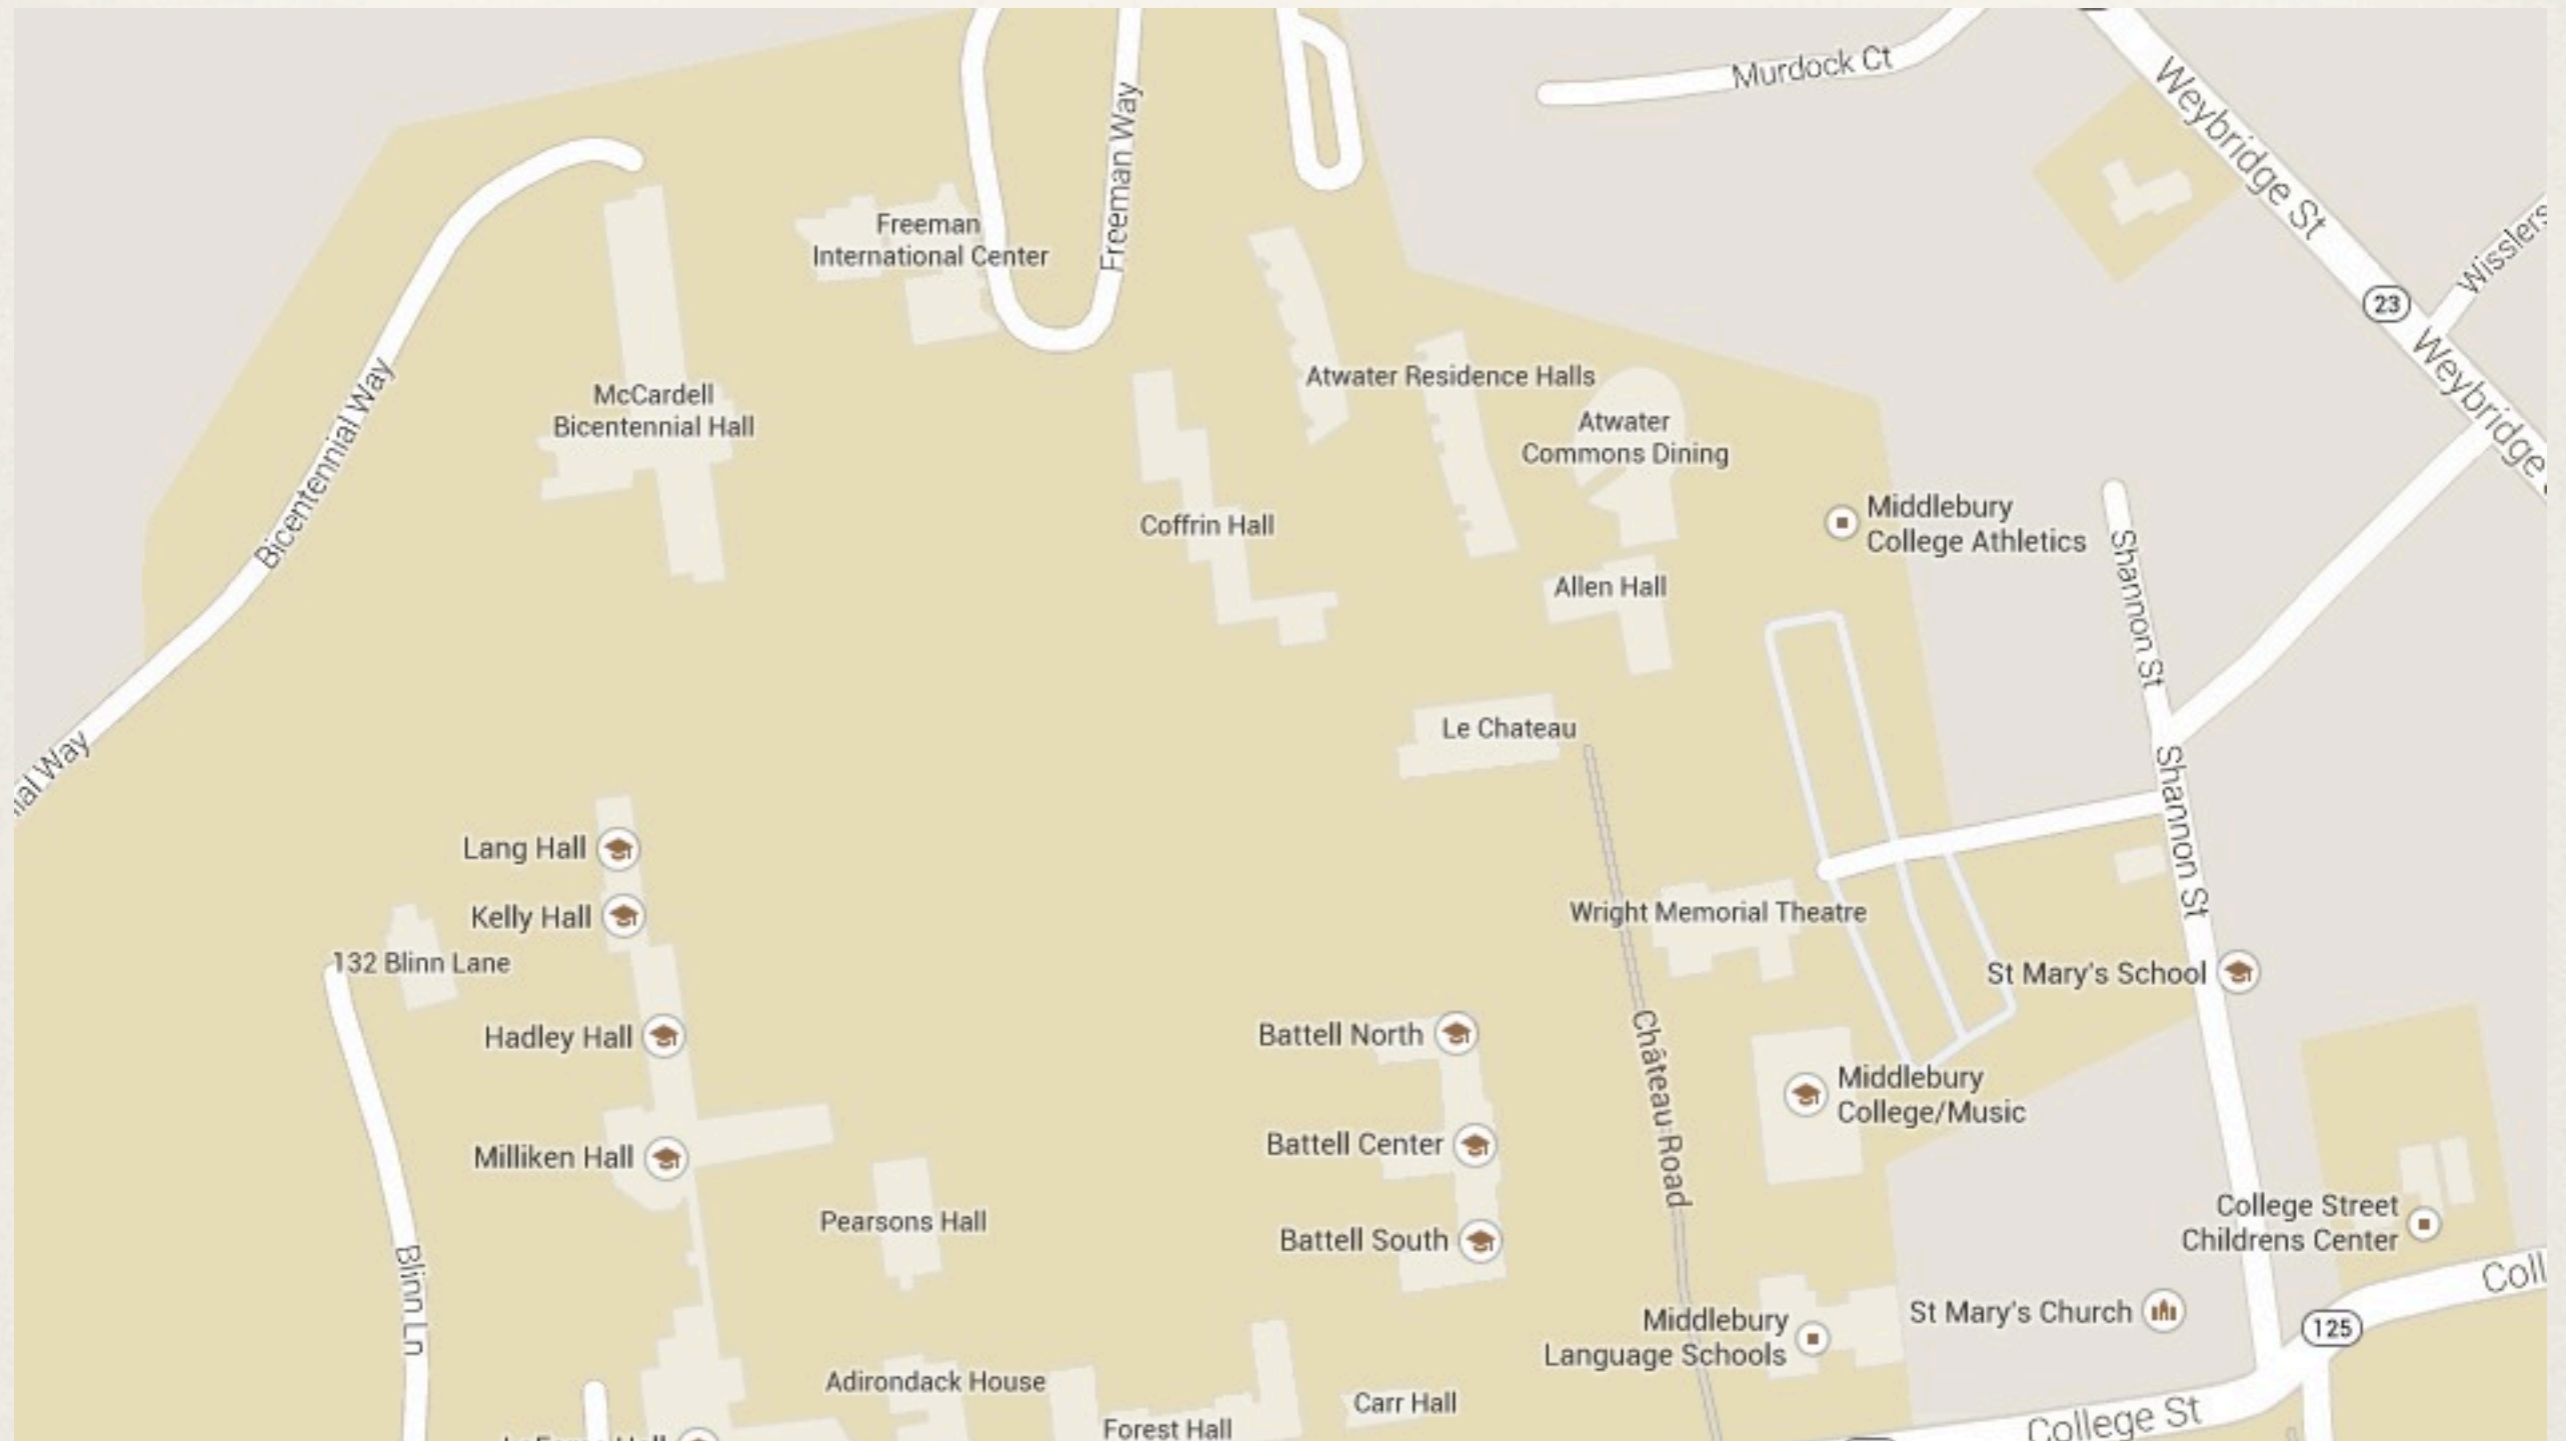 Murdock Ct
Weybridge St
Freeman Way
Freeman
International Center
Wisslers
23
Weybridge
Atwater Residence Halls
McCardell
Bicentennial Hall
Atwater
Commons Dining
Bicentennial Way
Middlebury
College Athletics
Coffrin Hall
Allen Hall
Shannon St
Le Chateau
Way
Shannon St
Lang Hall
Kelly Hall
Wright Memorial Theatre
132 Blinn Lane
St Mary's School
Hadley Hall
Battell North
Château Road
Middlebury
College/Music
Battell Center
Milliken Hall
Pearsons Hall
College Street
Childrens Center
Battell South
Blinn Ln
Coll
St Mary's Church
125
Middlebury
Language Schools
Adirondack House
Carr Hall
College St
Forest Hall